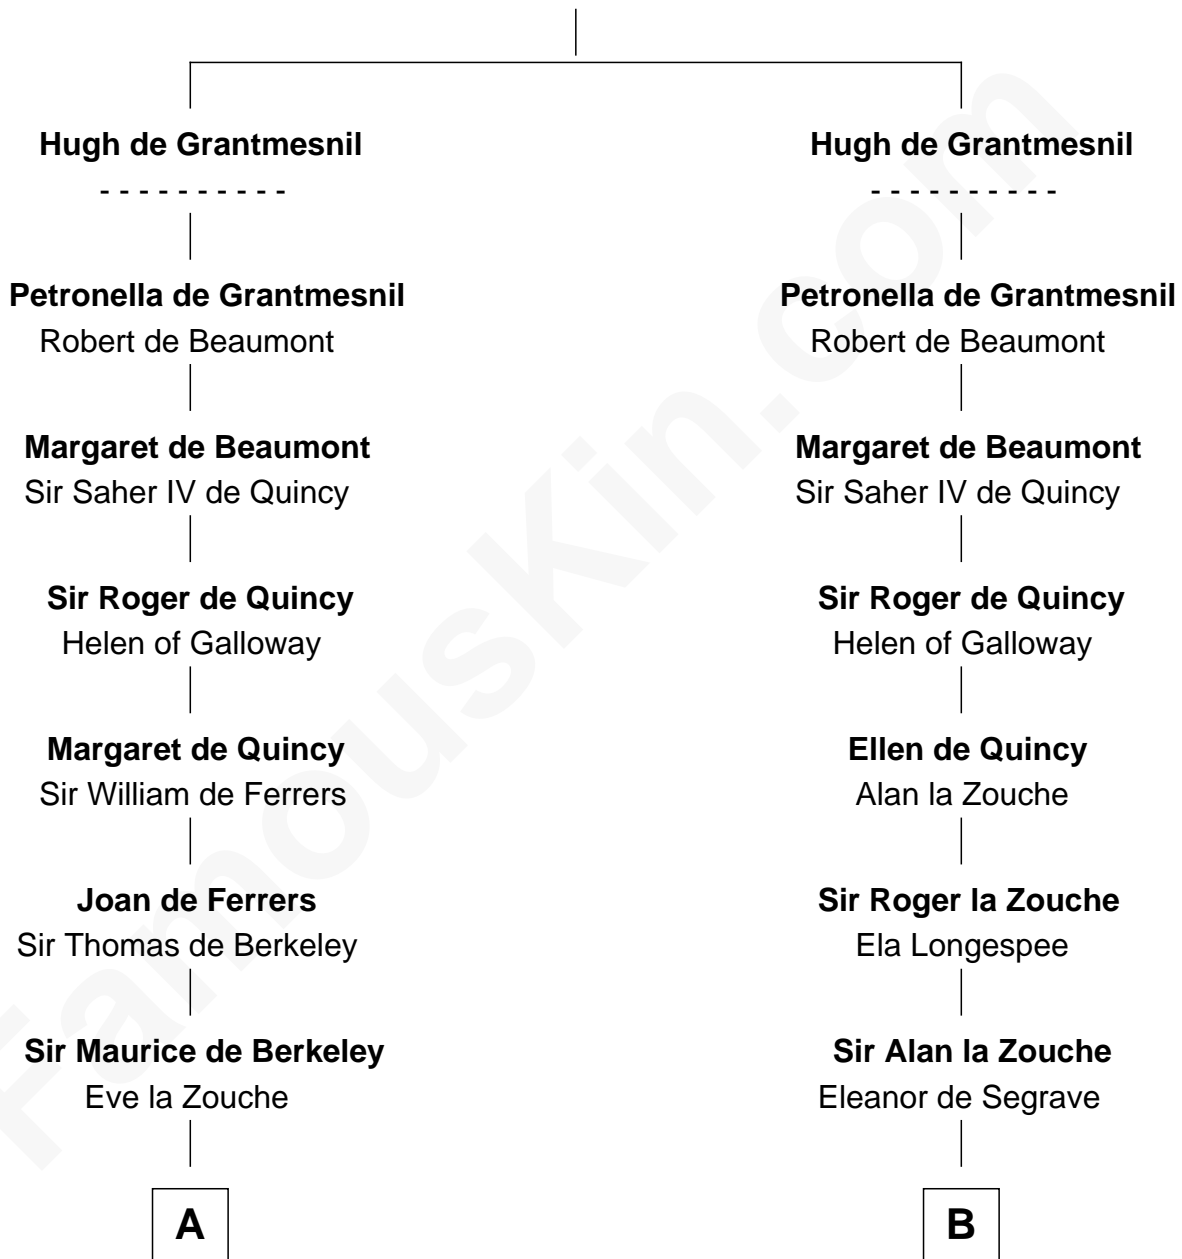 Hugh de Grantmesnil
- - - - - - - - - -
Petronella de Grantmesnil
Robert de Beaumont
Margaret de Beaumont
Sir Saher IV de Quincy
Sir Roger de Quincy
Helen of Galloway
Margaret de Quincy
Sir William de Ferrers
Joan de Ferrers
Sir Thomas de Berkeley
Sir Maurice de Berkeley
Eve la Zouche
A
Hugh de Grantmesnil
- - - - - - - - - -
Petronella de Grantmesnil
Robert de Beaumont
Margaret de Beaumont
Sir Saher IV de Quincy
Sir Roger de Quincy
Helen of Galloway
Ellen de Quincy
Alan la Zouche
Sir Roger la Zouche
Ela Longespee
Sir Alan la Zouche
Eleanor de Segrave
B
FamousKin.com